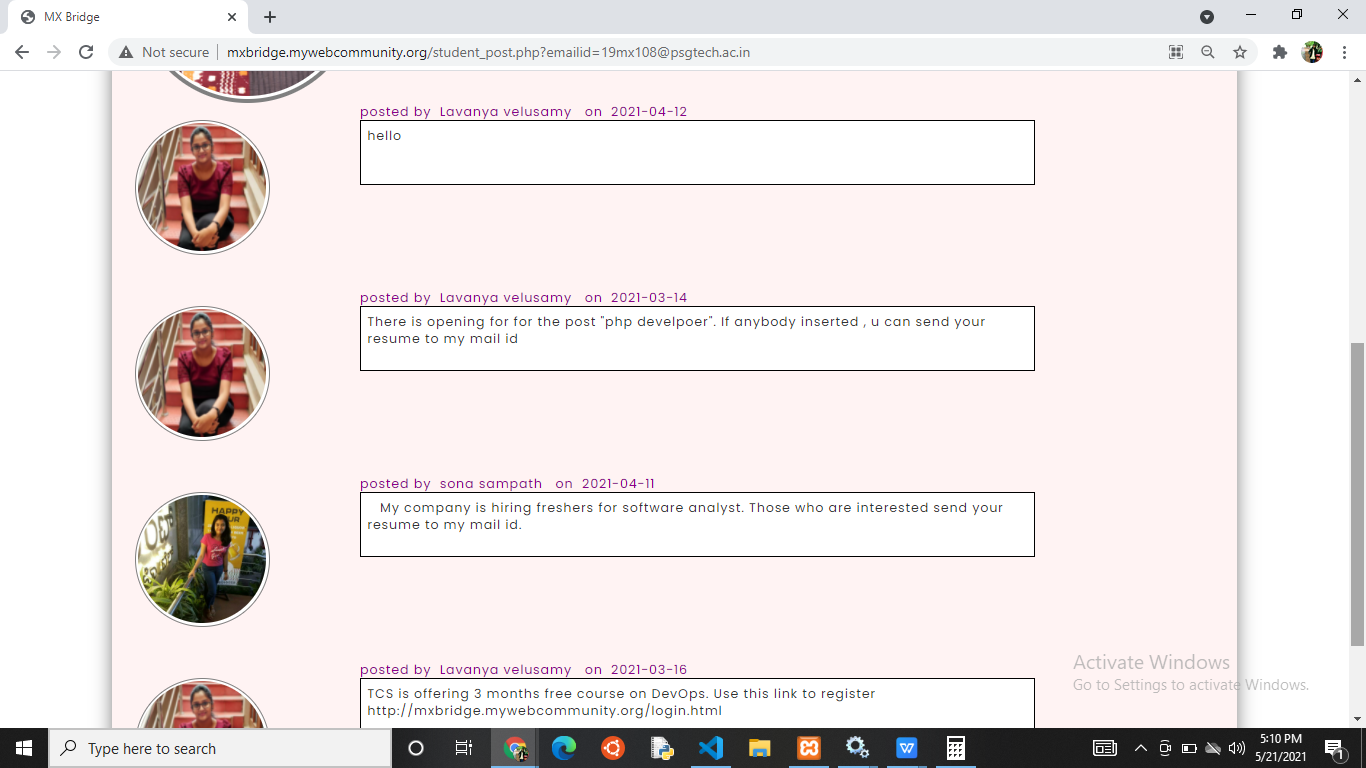 MX Bridge
Not secure
mxbridge.mywebcommunity.org/student_post.php?emailid=19mx108@psgtech.ac.in
posted by Lavanya velusamy on 2021-04-12
hello
posted by Lavanya velusamy on 2021-03-14
There is opening for for the post "php develpoer". If anybody inserted , u can send your
resume to my mail id
posted by sona sampath on 2021-04-11
My company is hiring freshers for software analyst. Those who are interested send your
resume to my mail id.
posted by Lavanya velusamy on 2021-03-16
TCS is offering 3 months free course on DevOps. Use this link to register
http://mxbridge.mywebcommunity.org/login.html
Activate Windows
Go to Settings to activate Windows.
Type here to search
5:10 PM
5/21/2021
1